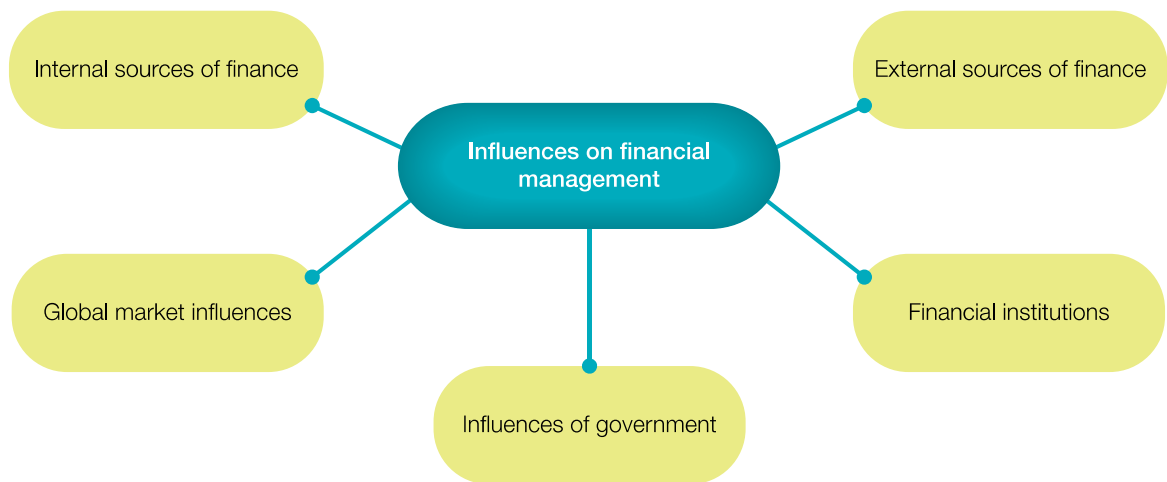 Internal sources of finance
External sources of finance
Influences on financial
management
Global market influences
Financial institutions
Influences of government